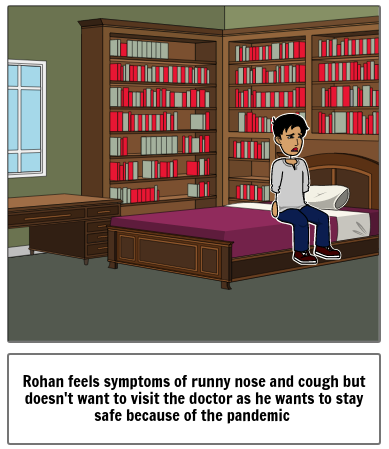 Rohan feels symptoms of runny nose and cough but
doesn't want to visit the doctor as he wants to stay
safe because of the pandemic